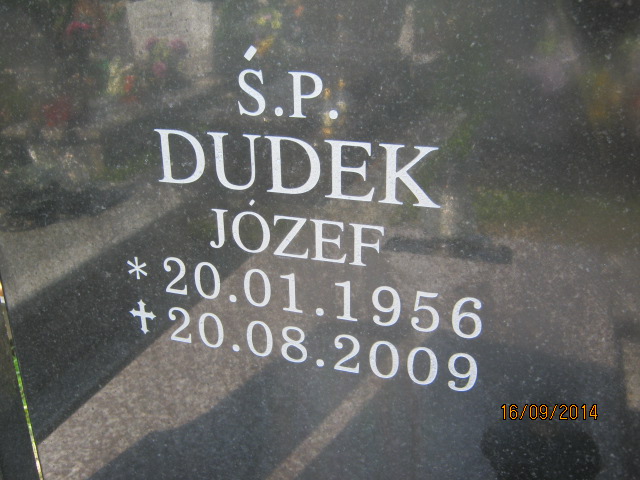 Ś.P.
DUDEK
JÓZEF
* 20.01.1956
✝ 20.08.2009
16/09/2014